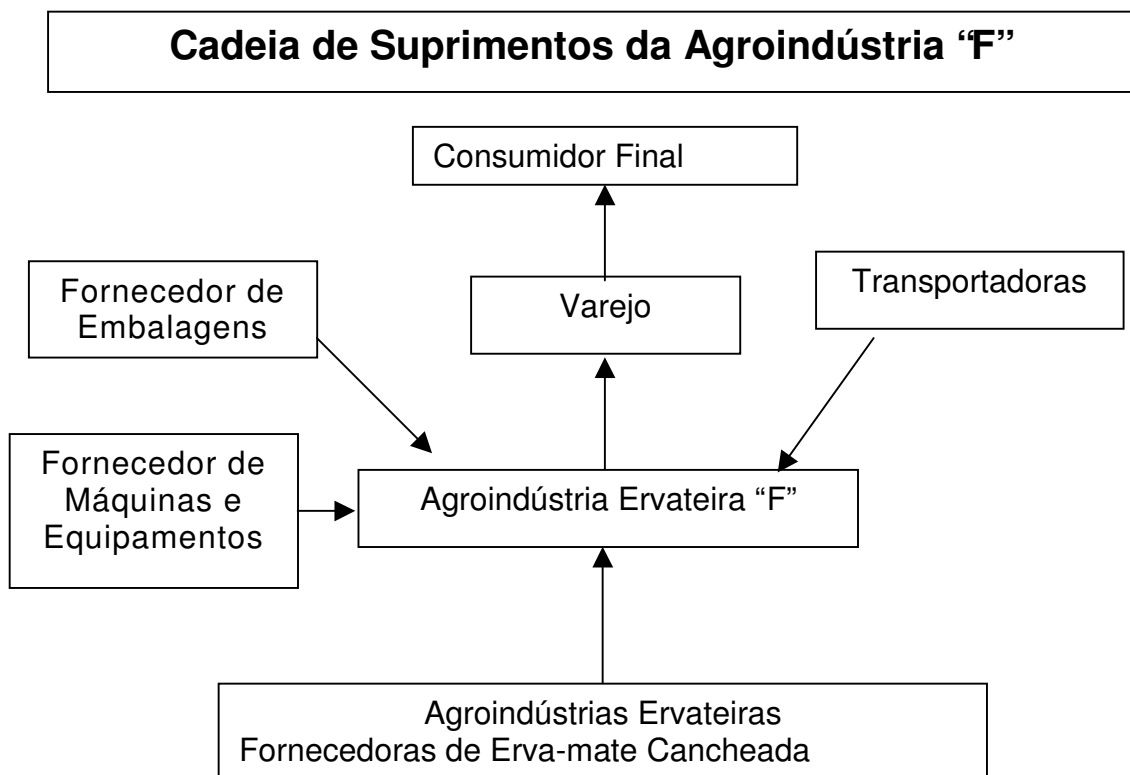 Cadeia de Suprimentos da Agroindústria “F”
Consumidor Final
Fornecedor de
Embalagens
Varejo
Transportadoras
Fornecedor de
Máquinas e
Equipamentos
Agroindústria Ervateira “F”
Agroindústrias Ervateiras
Fornecedoras de Erva-mate Cancheada